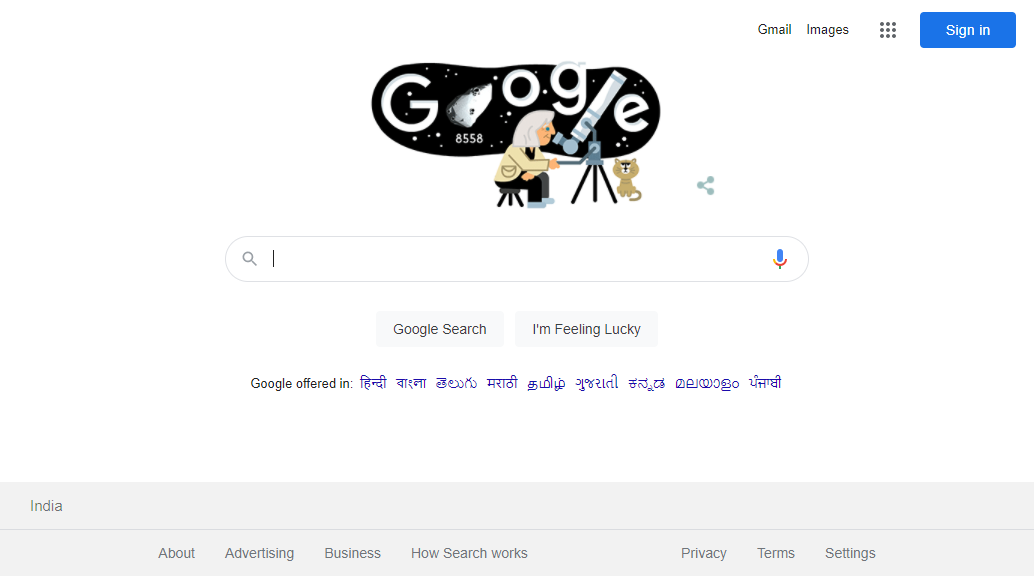 Gmail Images Sign in
Google
8558
Google Search I'm Feeling Lucky
Google offered in: हिन्दी বাংলা తెలుగు मराठी தமிழ் ગુજરાતી ಕನ್ನಡ മലയാളം ਪੰਜਾਬੀ
India
About Advertising Business How Search works Privacy Terms Settings